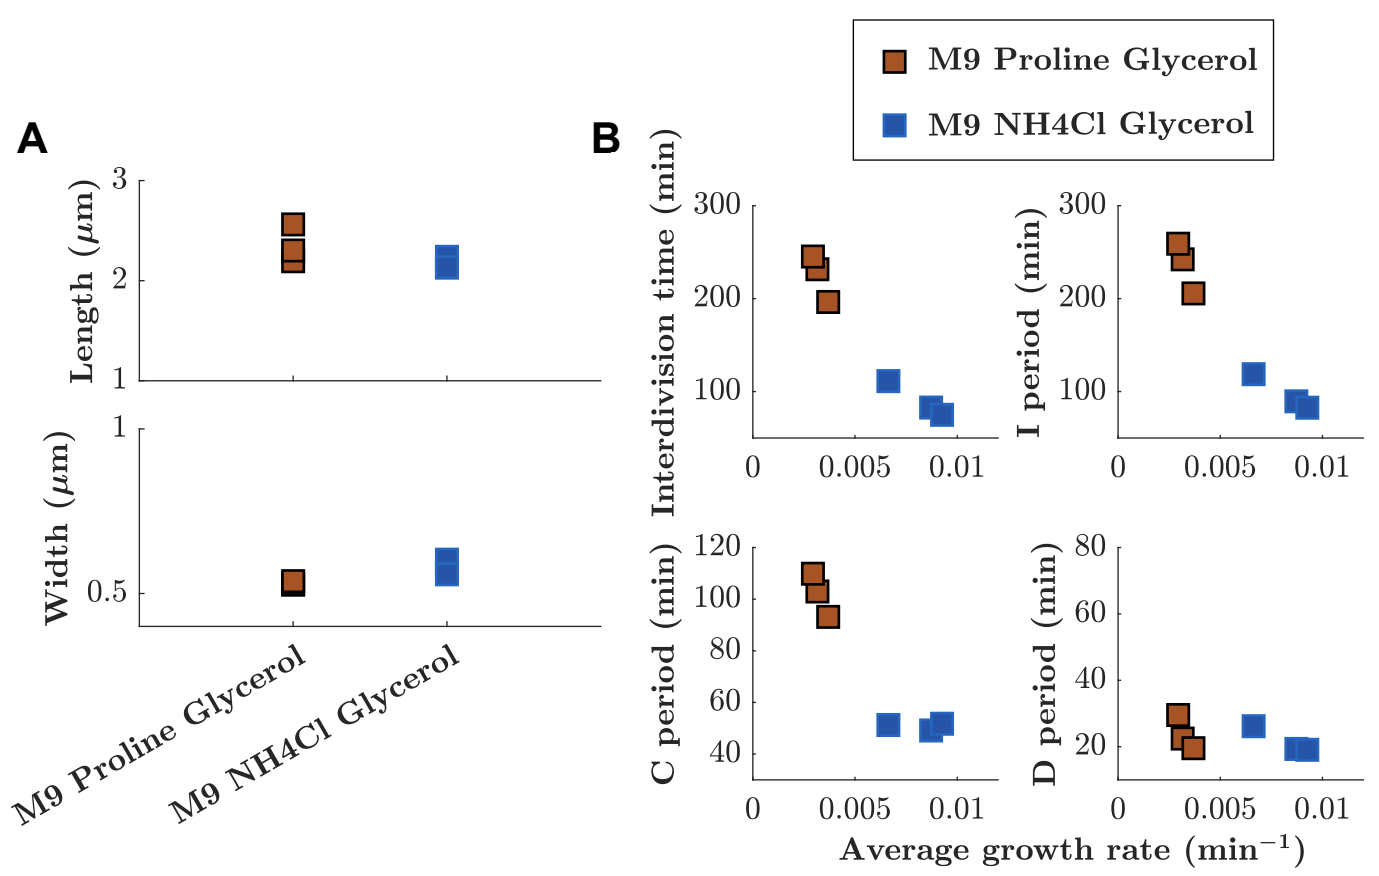 M9 Proline Glycerol
M9 NH4Cl Glycerol
A
Length (μm)
3
2
1
Width (μm)
1
0.5
M9 Proline Glycerol
M9 NH4Cl Glycerol
B
Interdivision time (min)
300
200
100
0 0.005 0.01
I period (min)
300
200
100
0 0.005 0.01
C period (min)
120
100
80
60
40
0 0.005 0.01
D period (min)
80
60
40
20
0 0.005 0.01
Average growth rate (min⁻¹)